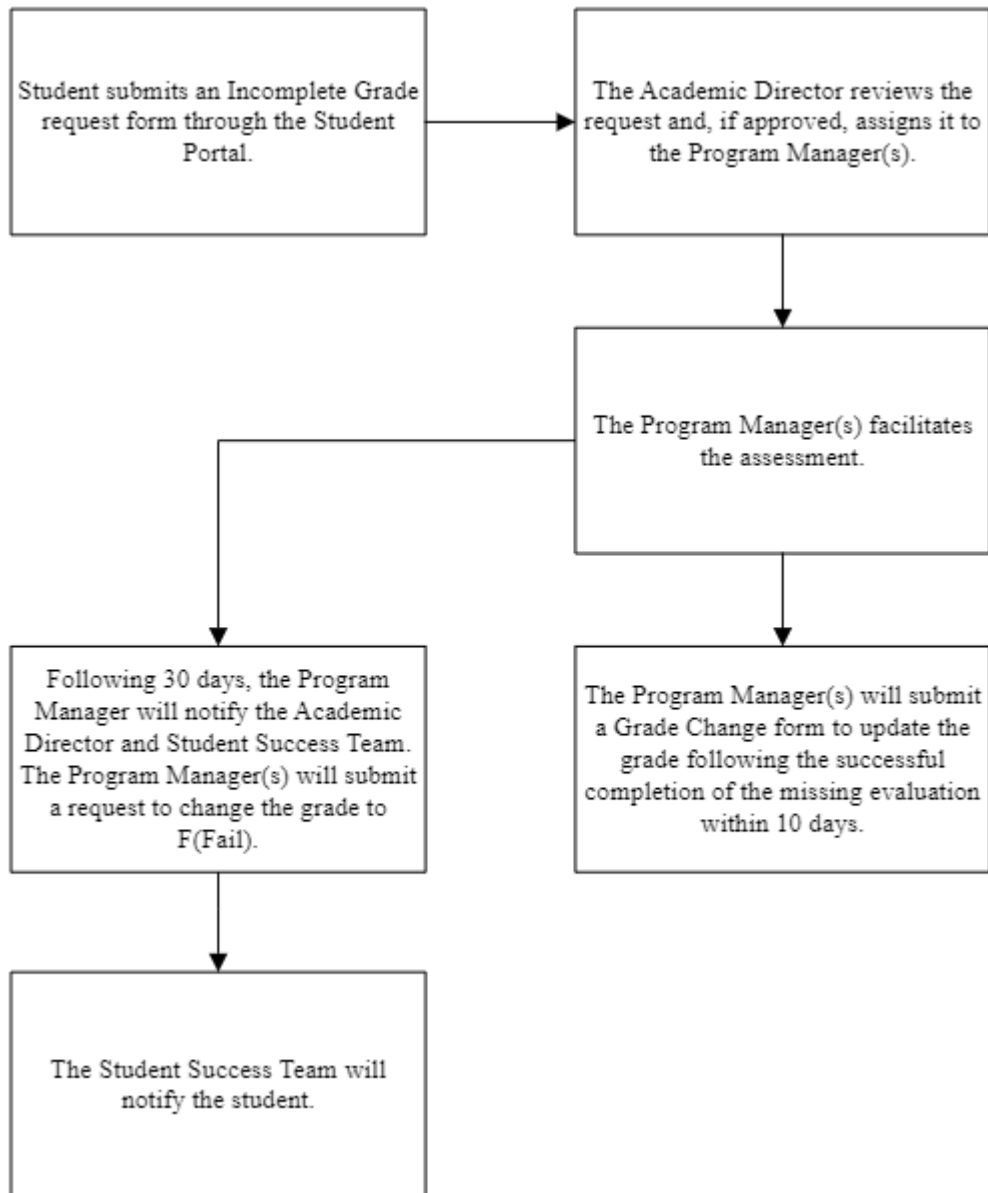 Student submits an Incomplete Grade
request form through the Student
Portal.
The Academic Director reviews the
request and, if approved, assigns it to
the Program Manager(s).
The Program Manager(s) facilitates
the assessment.
Following 30 days, the Program
Manager will notify the Academic
Director and Student Success Team.
The Program Manager(s) will submit
a request to change the grade to
F(Fail).
The Program Manager(s) will submit
a Grade Change form to update the
grade following the successful
completion of the missing evaluation
within 10 days.
The Student Success Team will
notify the student.